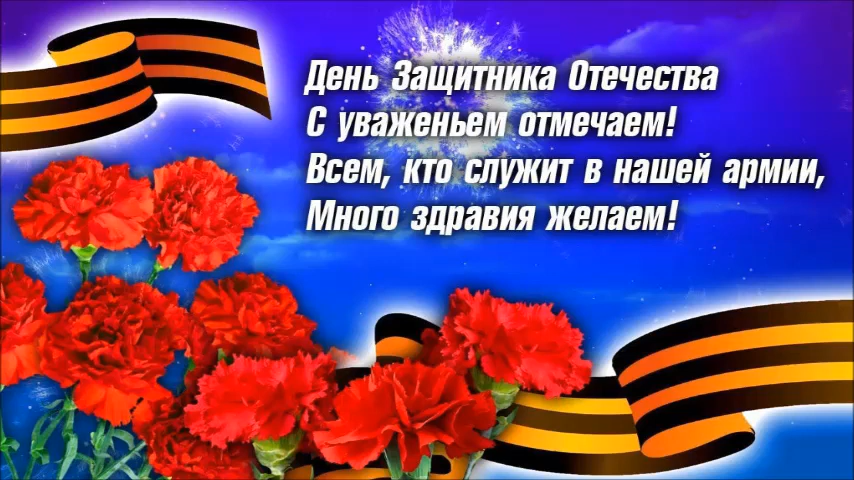 День Защитника Отечества
С уваженьем отмечаем!
Всем, кто служит в нашей армии,
Много здравия желаем!